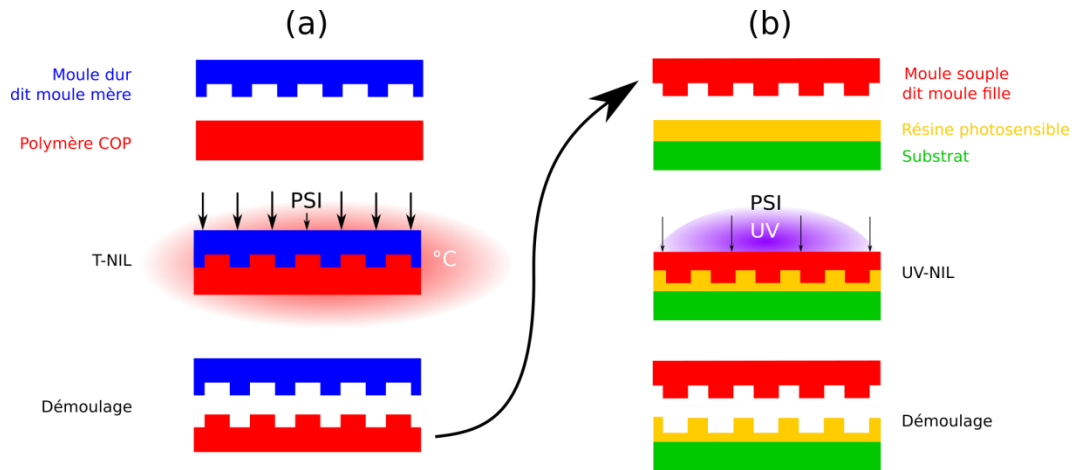 (a)
Moule dur
dit moule mère
Polymère COP
PSI
°C
T-NIL
Démoulage
(b)
Moule souple
dit moule fille
Résine photosensible
Substrat
PSI
UV
UV-NIL
Démoulage